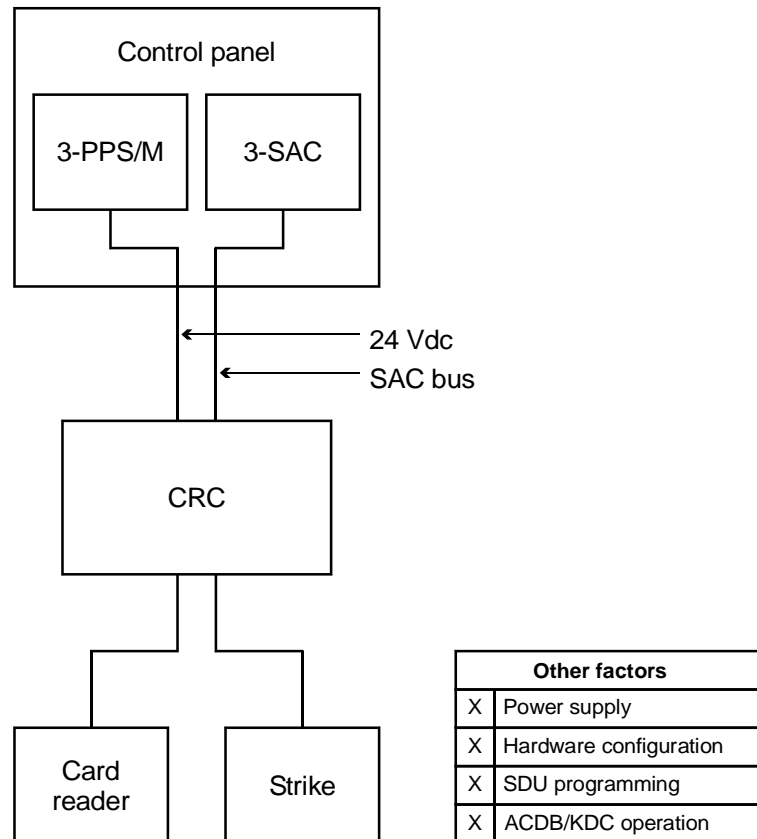 Control panel
3-PPS/M
3-SAC
24 Vdc
SAC bus
CRC
Card
reader
Strike
Other factors
X Power supply
X Hardware configuration
X SDU programming
X ACDB/KDC operation